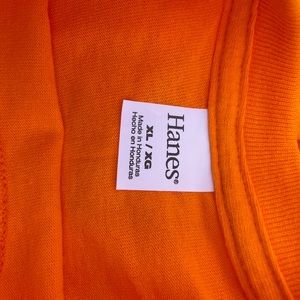 Hanes®
XL / XG
Made in Honduras
Hecho en Honduras